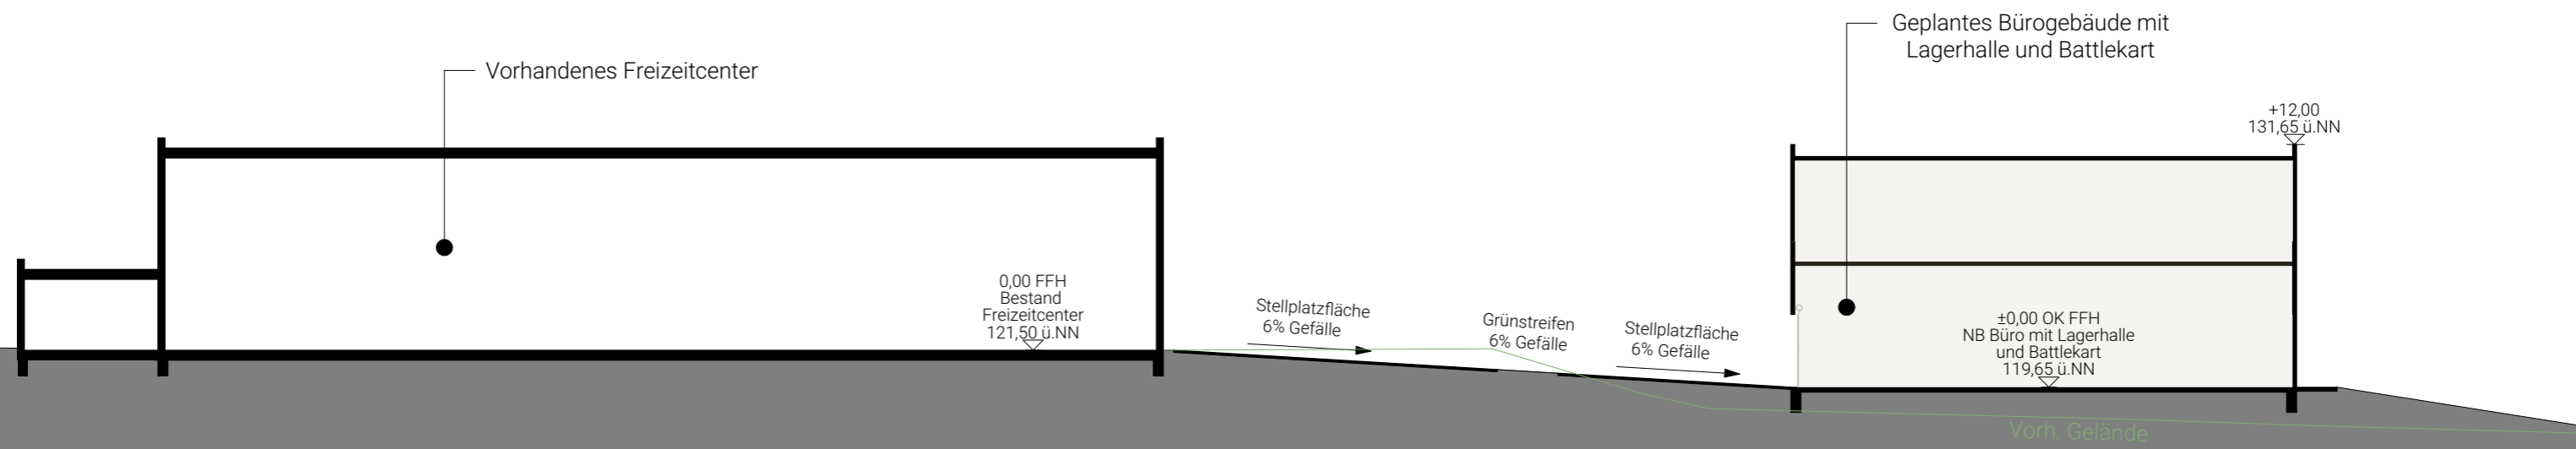 Vorhandenes Freizeitcenter
Geplantes Bürogebäude mit
Lagerhalle und Battlekart
+12,00
131,65 ü.NN
0,00 FFH
Bestand
Freizeitcenter
121,50 ü.NN
Stellplatzfläche
6% Gefälle
Grünstreifen
6% Gefälle
Stellplatzfläche
6% Gefälle
±0,00 OK FFH
NB Büro mit Lagerhalle
und Battlekart
119,65 ü.NN
Vorh. Gelände